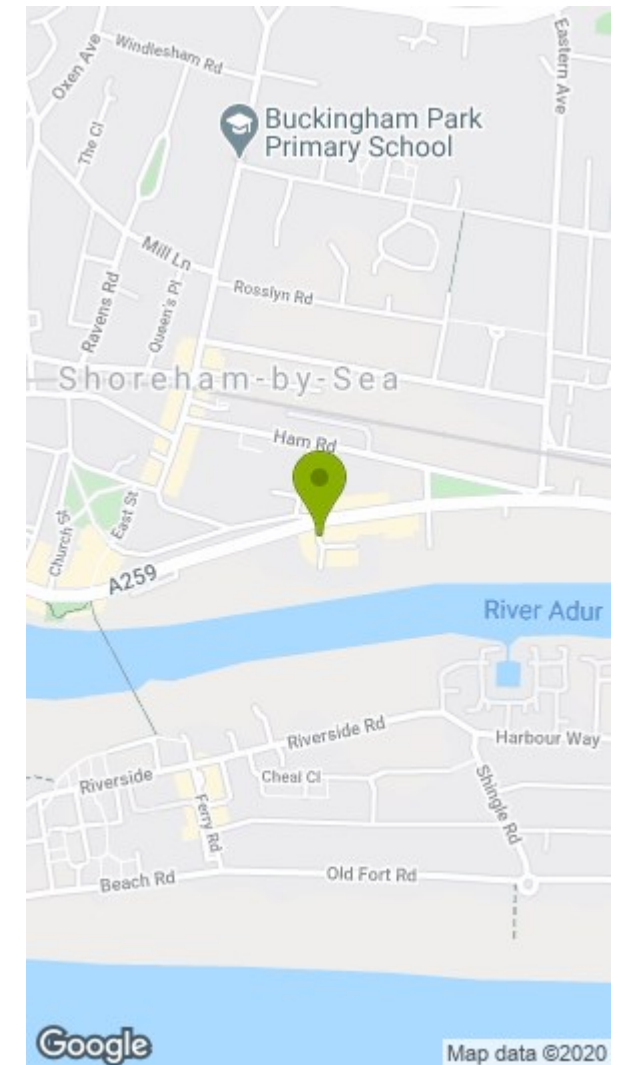 Windlesham Rd
Oxen Ave
Eastern Ave
The Cl
Buckingham Park
Primary School
Mill Ln
Ravens Rd
Queen's Pl
Rosslyn Rd
Shoreham-by-Sea
Ham Rd
Church St
East St
A259
River Adur
Riverside Rd
Harbour Way
Riverside
Cheal Cl
Shingle Rd
Ferry Rd
Beach Rd
Old Fort Rd
Google
Map data ©2020